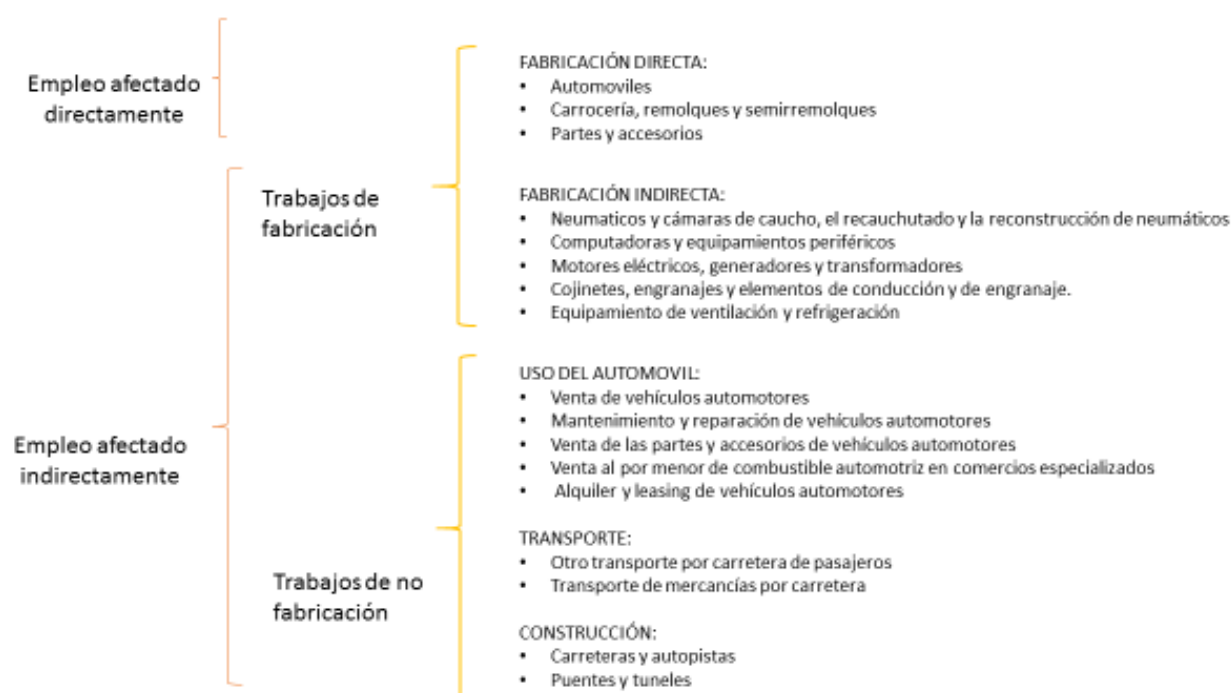 Empleo afectado
directamente
Empleo afectado
indirectamente
Trabajos de
fabricación
Trabajos de no
fabricación
FABRICACIÓN DIRECTA:
• Automoviles
• Carrocería, remolques y semirremolques
• Partes y accesorios
FABRICACIÓN INDIRECTA:
• Neumaticos y cámaras de caucho, el recauchutado y la reconstrucción de neumáticos
• Computadoras y equipamientos periféricos
• Motores eléctricos, generadores y transformadores
• Cojinetes, engranajes y elementos de conducción y de engranaje.
• Equipamiento de ventilación y refrigeración
USO DEL AUTOMOVIL:
• Venta de vehículos automotores
• Mantenimiento y reparación de vehículos automotores
• Venta de las partes y accesorios de vehículos automotores
• Venta al por menor de combustible automotriz en comercios especializados
• Alquiler y leasing de vehículos automotores
TRANSPORTE:
• Otro transporte por carretera de pasajeros
• Transporte de mercancías por carretera
CONSTRUCCIÓN:
• Carreteras y autopistas
• Puentes y tuneles